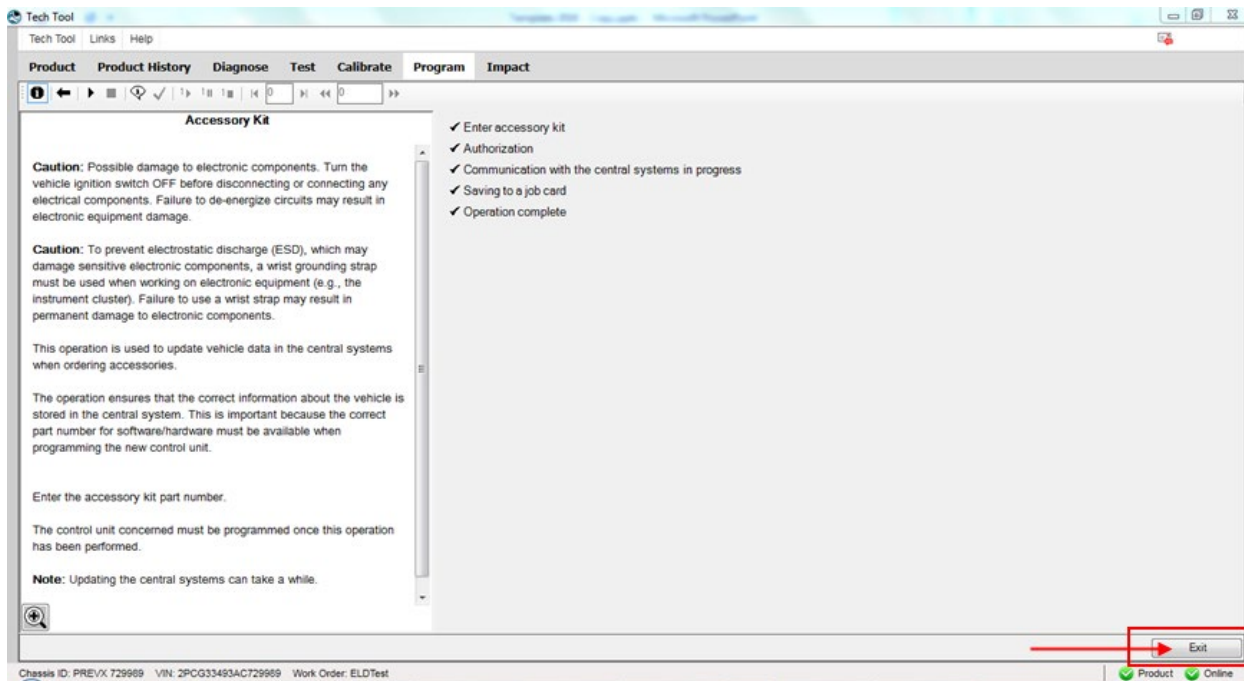 Tech Tool
Tech Tool Links Help
Product Product History Diagnose Test Calibrate Program Impact
0 0
Accessory Kit
Caution: Possible damage to electronic components. Turn the
vehicle ignition switch OFF before disconnecting or connecting any
electrical components. Failure to de-energize circuits may result in
electronic equipment damage.
Caution: To prevent electrostatic discharge (ESD), which may
damage sensitive electronic components, a wrist grounding strap
must be used when working on electronic equipment (e.g., the
instrument cluster). Failure to use a wrist strap may result in
permanent damage to electronic components.
This operation is used to update vehicle data in the central systems
when ordering accessories.
The operation ensures that the correct information about the vehicle is
stored in the central system. This is important because the correct
part number for software/hardware must be available when
programming the new control unit.
Enter the accessory kit part number.
The control unit concerned must be programmed once this operation
has been performed.
Note: Updating the central systems can take a while.
✓ Enter accessory kit
✓ Authorization
✓ Communication with the central systems in progress
✓ Saving to a job card
✓ Operation complete
Exit
Chassis ID: PREVX 729989 VIN: 2PCG33493AC729989 Work Order: ELDTest
Product Online